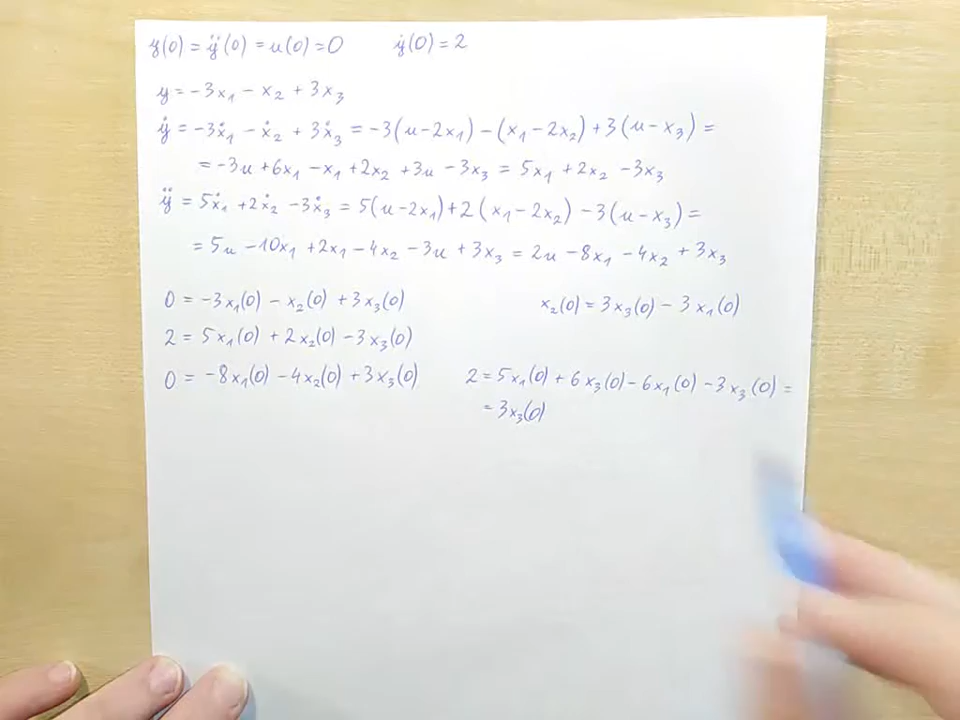 y(0) = ÿ(0) = u(0) = 0   ẏ(0) = 2
y = -3x₁ - x₂ + 3x₃
ẏ = -3ẋ₁ - ẋ₂ + 3ẋ₃ = -3(u-2x₁) - (x₁-2x₂) + 3(u-x₃) =
= -3u + 6x₁ - x₁ + 2x₂ + 3u - 3x₃ = 5x₁ + 2x₂ - 3x₃
ÿ = 5ẋ₁ + 2ẋ₂ - 3ẋ₃ = 5(u-2x₁) + 2(x₁-2x₂) - 3(u-x₃) =
= 5u - 10x₁ + 2x₁ - 4x₂ - 3u + 3x₃ = 2u - 8x₁ - 4x₂ + 3x₃
0 = -3x₁(0) - x₂(0) + 3x₃(0)
2 = 5x₁(0) + 2x₂(0) - 3x₃(0)
0 = -8x₁(0) - 4x₂(0) + 3x₃(0)
x₂(0) = 3x₃(0) - 3x₁(0)
2 = 5x₁(0) + 6x₃(0) - 6x₁(0) - 3x₃(0) =
= 3x₃(0)